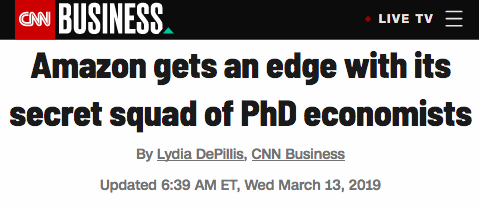 CNN BUSINESS LIVE TV
Amazon gets an edge with its
secret squad of PhD economists
By Lydia DePillis, CNN Business
Updated 6:39 AM ET, Wed March 13, 2019